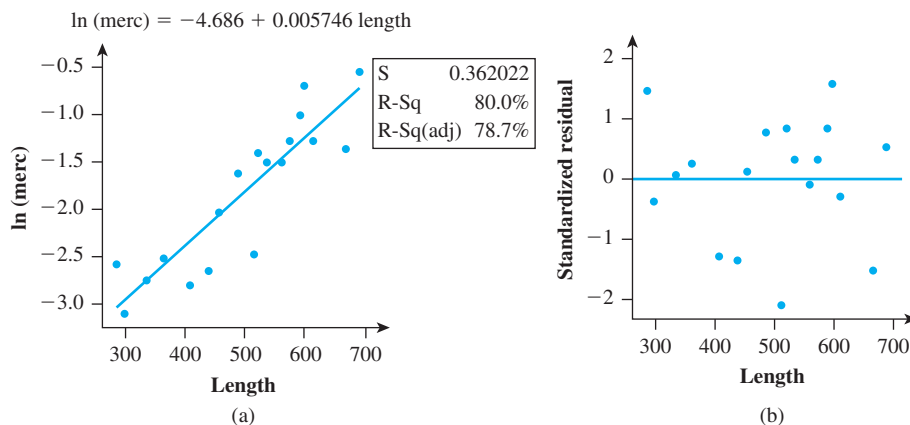 ln (merc) = −4.686 + 0.005746 length
−0.5
−1.0
−1.5
−2.0
−2.5
−3.0
ln (merc)
S 0.362022
R-Sq 80.0%
R-Sq(adj) 78.7%
300 400 500 600 700
Length
(a)
2
1
0
−1
−2
Standardized residual
300 400 500 600 700
Length
(b)